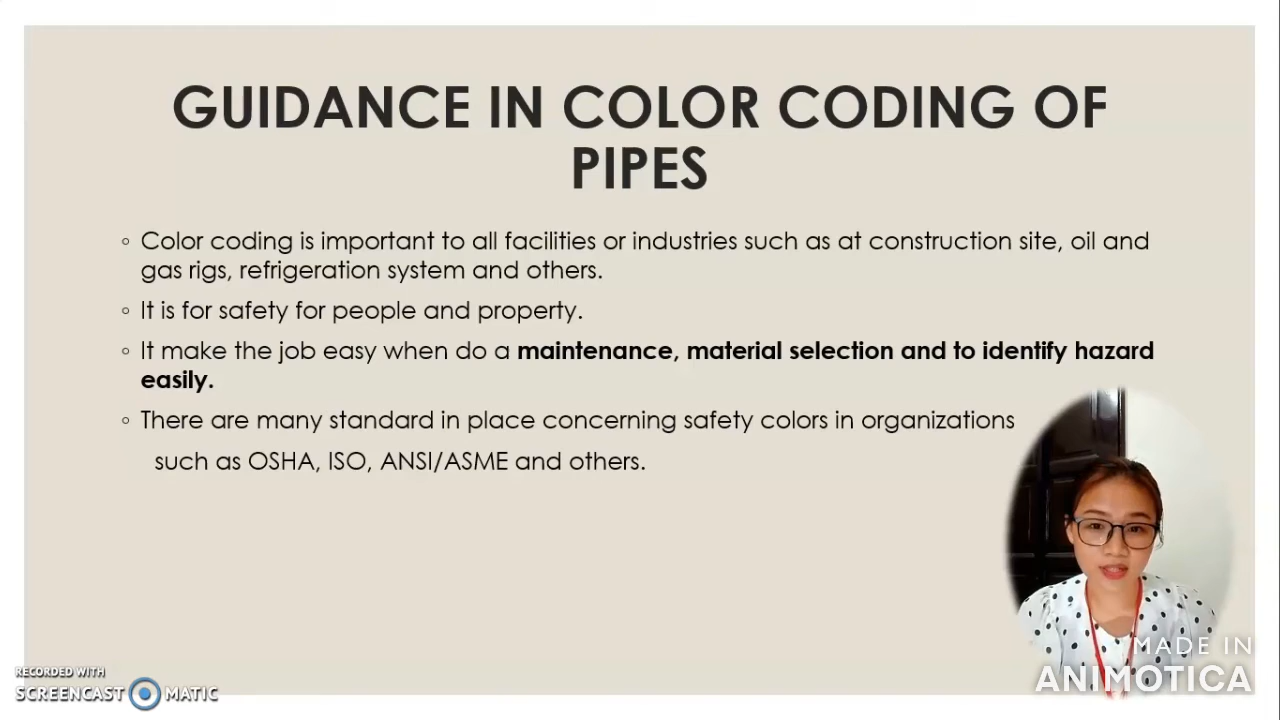 GUIDANCE IN COLOR CODING OF
PIPES
◦ Color coding is important to all facilities or industries such as at construction site, oil and
gas rigs, refrigeration system and others.
◦ It is for safety for people and property.
◦ It make the job easy when do a maintenance, material selection and to identify hazard
easily.
◦ There are many standard in place concerning safety colors in organizations
such as OSHA, ISO, ANSI/ASME and others.
RECORDED WITH
SCREENCAST MATIC
MADE IN
ANIMOTICA